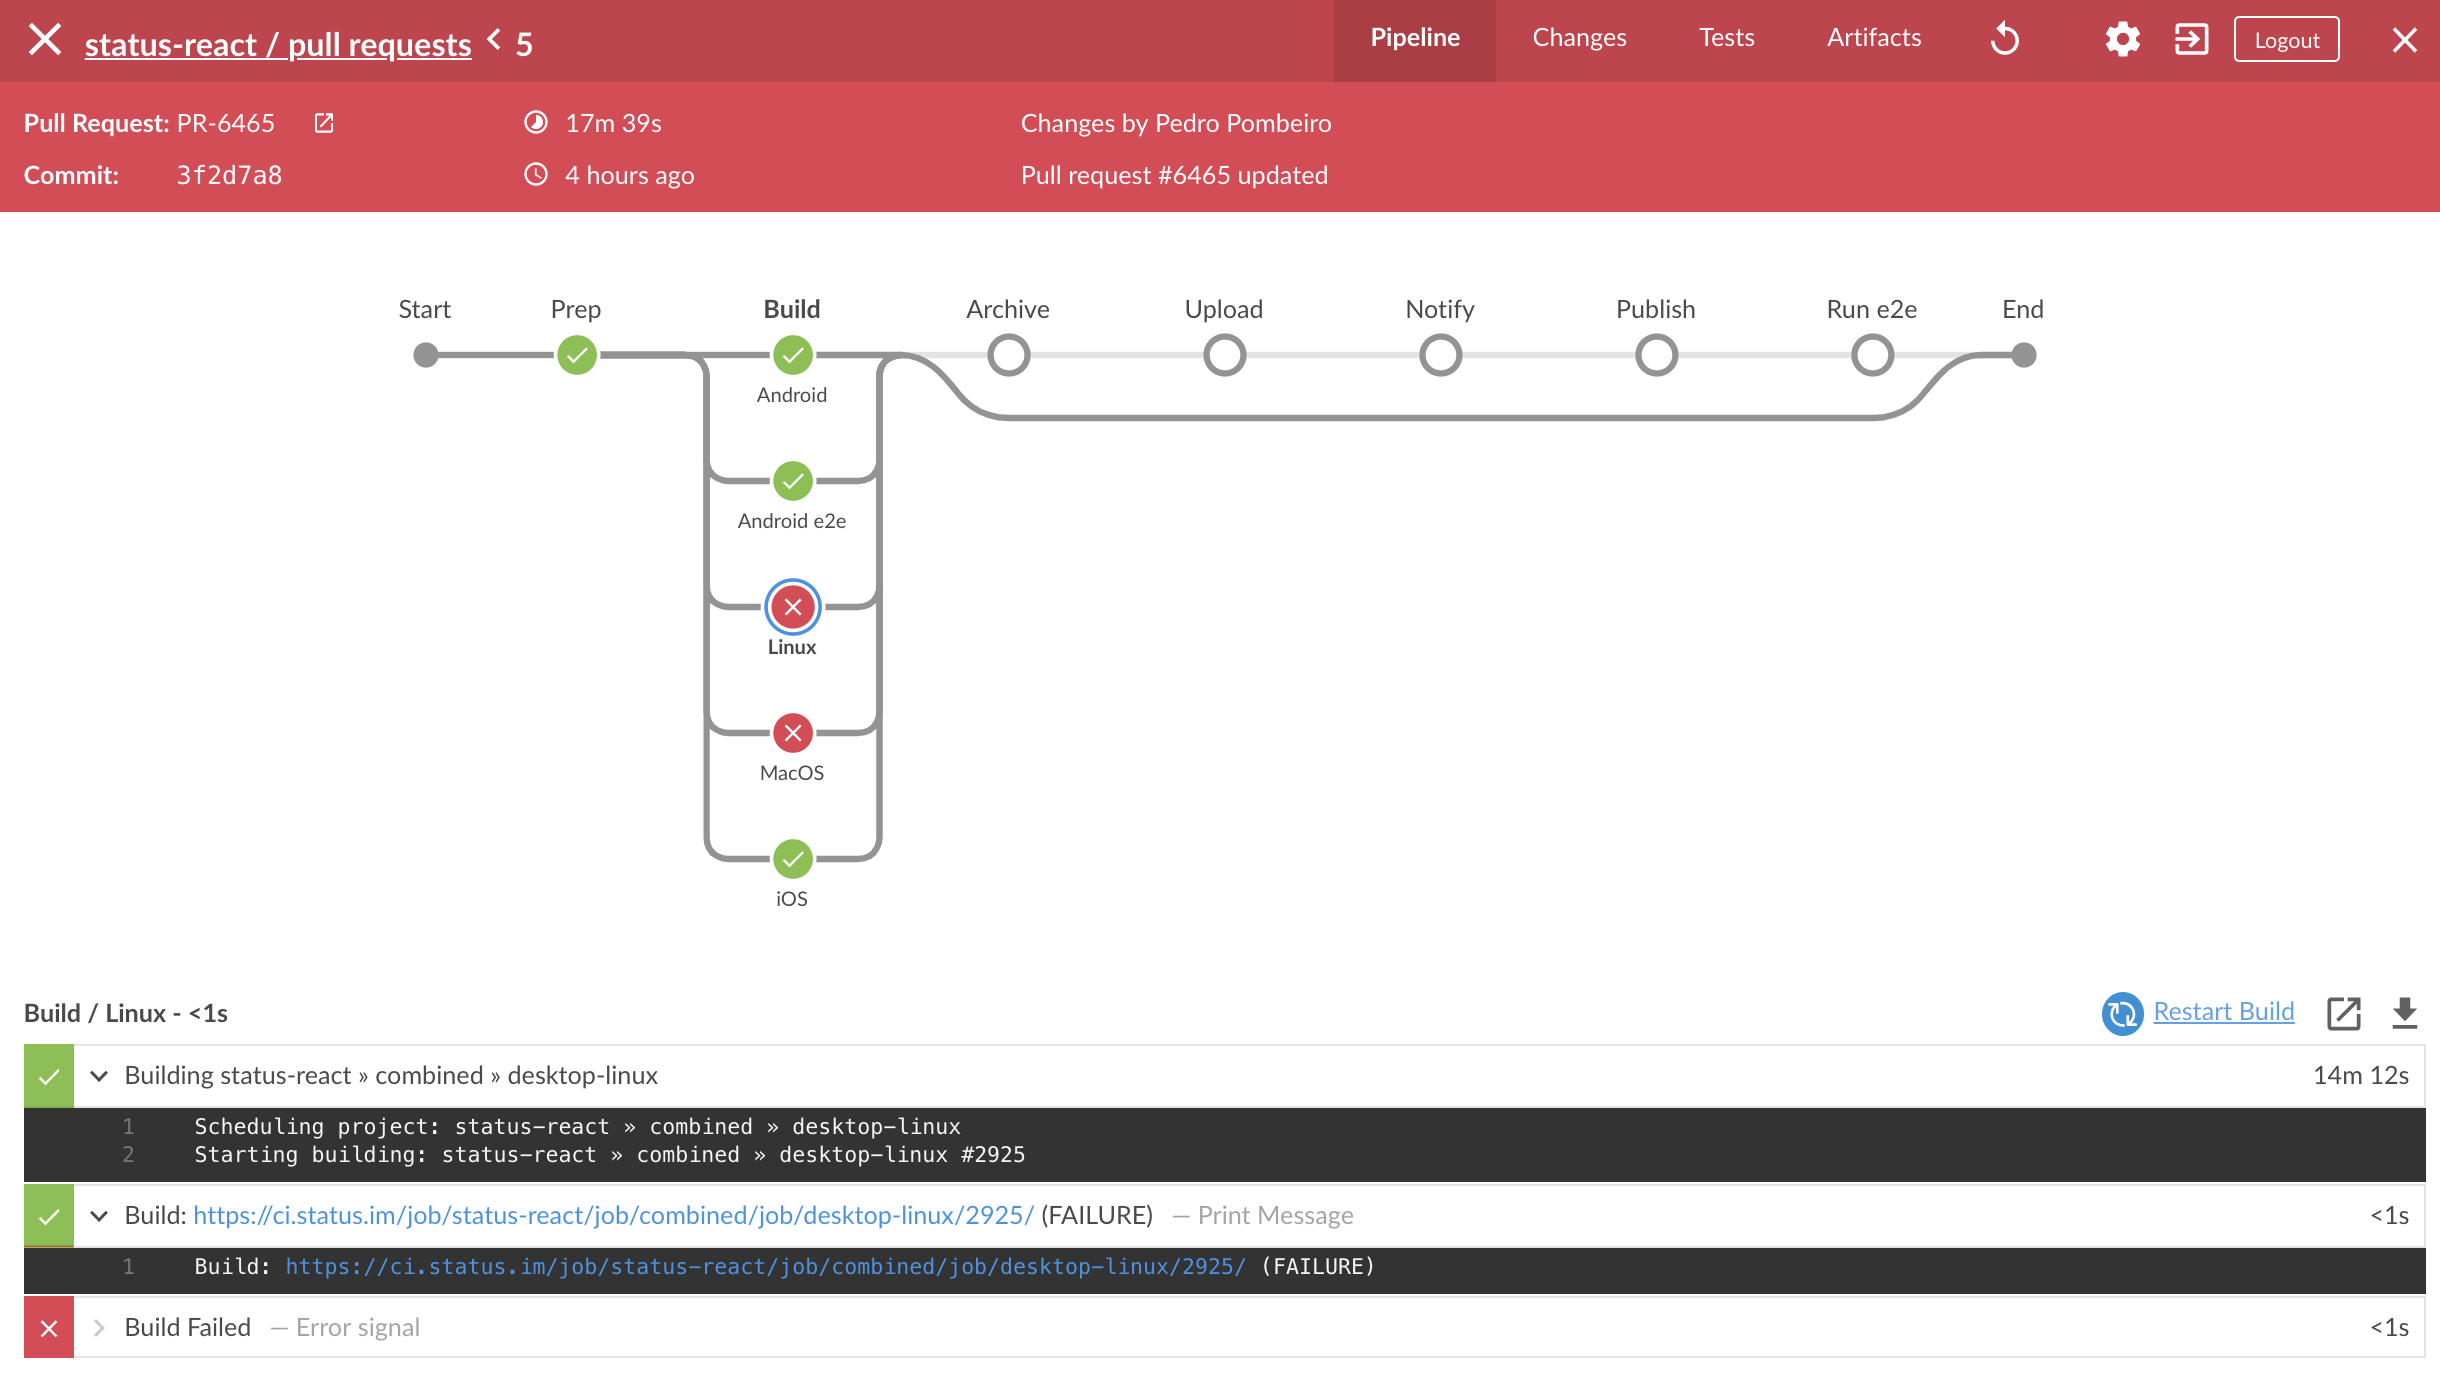 status-react / pull requests < 5
Pipeline
Changes
Tests
Artifacts
Logout
Pull Request: PR-6465
17m 39s
Changes by Pedro Pombeiro
Commit: 3f2d7a8
4 hours ago
Pull request #6465 updated
Start
Prep
Build
Archive
Upload
Notify
Publish
Run e2e
End
Android
Android e2e
Linux
MacOS
iOS
Build / Linux - <1s
Restart Build
Building status-react » combined » desktop-linux
14m 12s
1 Scheduling project: status-react » combined » desktop-linux
2 Starting building: status-react » combined » desktop-linux #2925
Build: https://ci.status.im/job/status-react/job/combined/job/desktop-linux/2925/ (FAILURE) — Print Message
<1s
1 Build: https://ci.status.im/job/status-react/job/combined/job/desktop-linux/2925/ (FAILURE)
Build Failed — Error signal
<1s